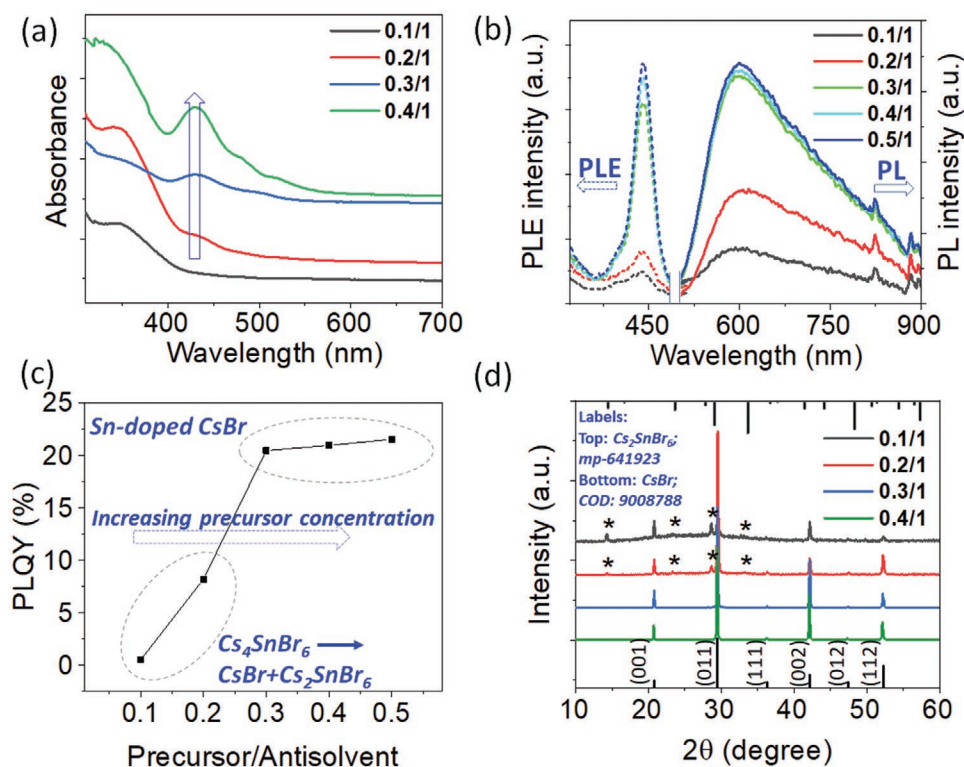 (a)
0.1/1
0.2/1
0.3/1
0.4/1
Absorbance
400
500
600
700
Wavelength (nm)
(b)
0.1/1
0.2/1
0.3/1
0.4/1
0.5/1
PLE
PL
PLE intensity (a.u.)
PL intensity (a.u.)
450
600
750
900
Wavelength (nm)
(c)
25
20
15
10
5
0
PLQY (%)
Sn-doped CsBr
Increasing precursor concentration
Cs₄SnBr₆
CsBr+Cs₂SnBr₆
0.1
0.2
0.3
0.4
0.5
Precursor/Antisolvent
(d)
Labels:
Top: Cs₂SnBr₆;
mp-641923
Bottom: CsBr;
COD: 9008788
0.1/1
0.2/1
0.3/1
0.4/1
* * * *
* * * *
Intensity (a.u.)
(001)
(011)
(111)
(002)
(012)
(112)
10
20
30
40
50
60
2θ (degree)